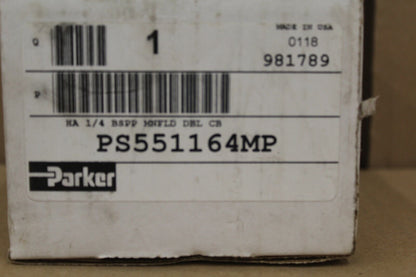 MADE IN USA
Q
1
0118
981789
P
HA 1/4 BSPP MNFLD DBL CB
PS551164MP
Parker